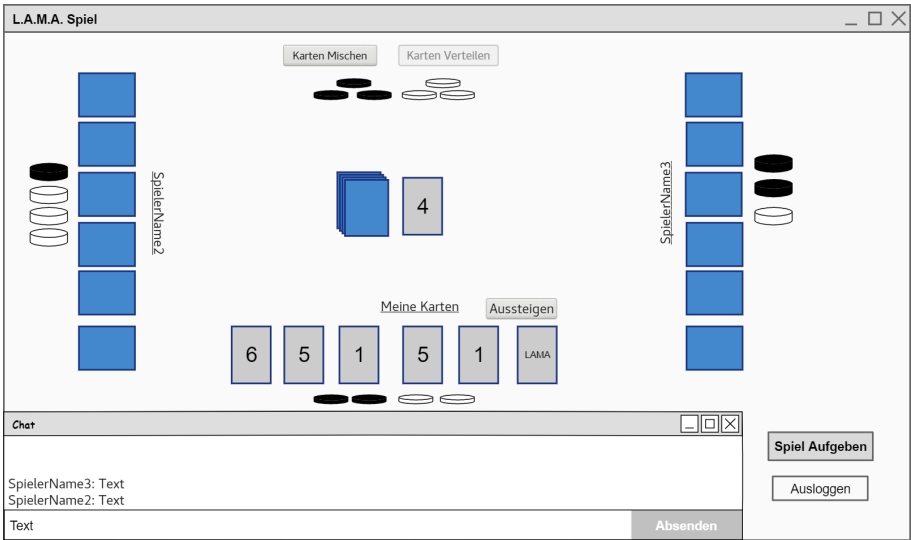 L.A.M.A. Spiel
Karten Mischen
Karten Verteilen
SpielerName2
SpielerName3
4
Meine Karten
Aussteigen
6 5 1 5 1 LAMA
Chat
Spiel Aufgeben
SpielerName3: Text
Ausloggen
SpielerName2: Text
Text
Absenden